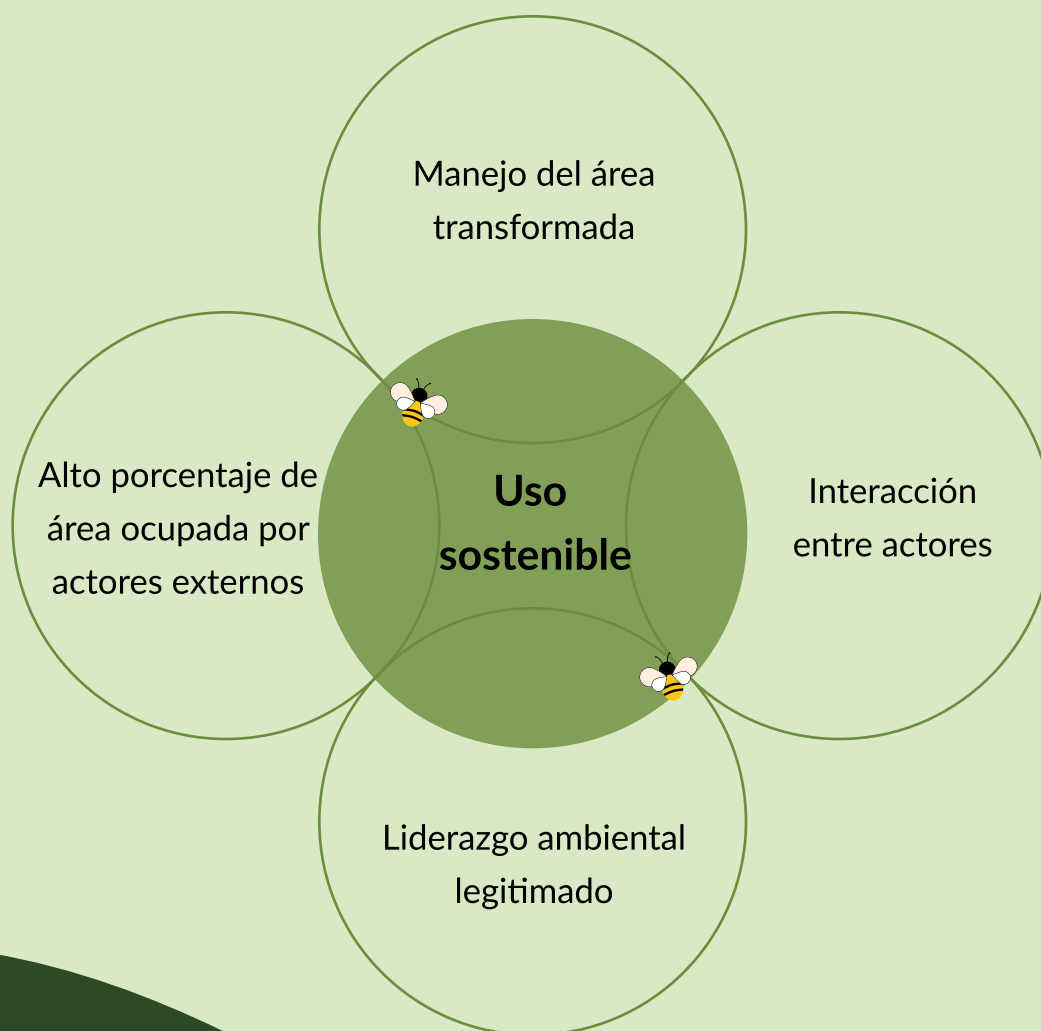 Manejo del área
transformada
Alto porcentaje de
área ocupada por
actores externos
Uso
sostenible
Interacción
entre actores
Liderazgo ambiental
legitimado